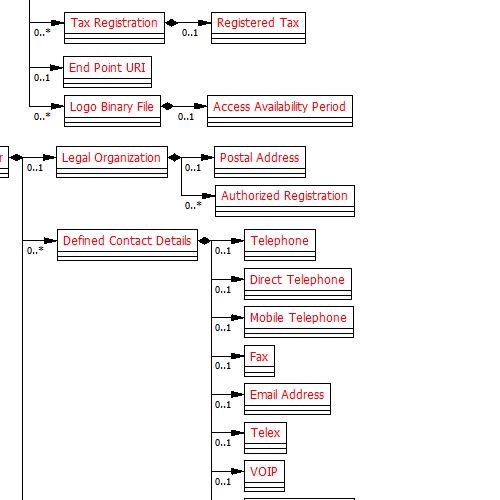 Tax Registration
Registered Tax
0..*
0..1
End Point URI
0..1
Logo Binary File
Access Availability Period
0..*
0..1
r
Legal Organization
Postal Address
0..1
0..1
Authorized Registration
0..*
Defined Contact Details
Telephone
0..*
0..1
Direct Telephone
0..1
Mobile Telephone
0..1
Fax
0..1
Email Address
0..1
Telex
0..1
VOIP
0..1